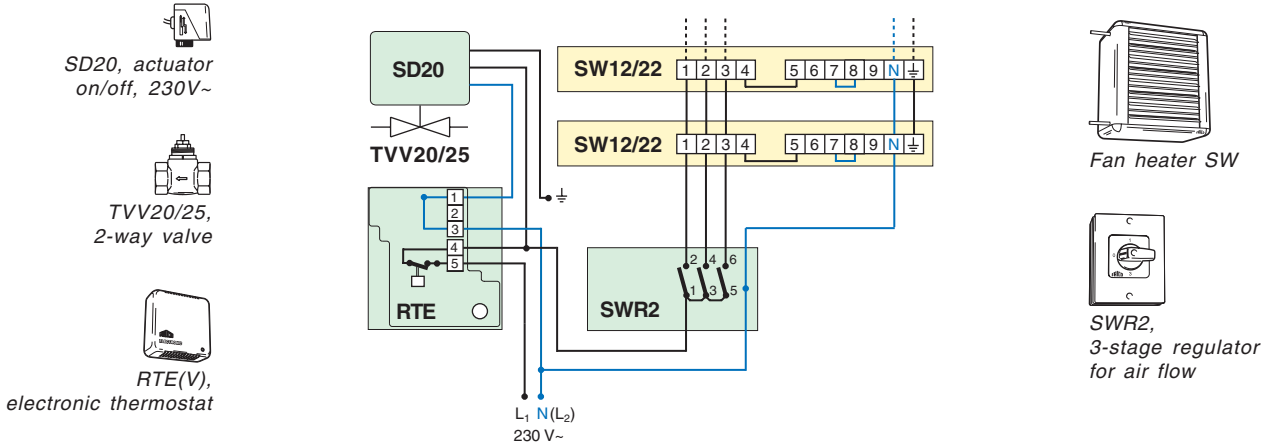 SD20, actuator
on/off, 230V~
TVV20/25,
2-way valve
RTE(V),
electronic thermostat
SD20
TVV20/25
SW12/22 1 2 3 4 5 6 7 8 9 N
SW12/22 1 2 3 4 5 6 7 8 9 N
1
2
3
4
5
RTE
2 4 6
1 3 5
SWR2
L₁ N(L₂)
230 V~
Fan heater SW
SWR2,
3-stage regulator
for air flow